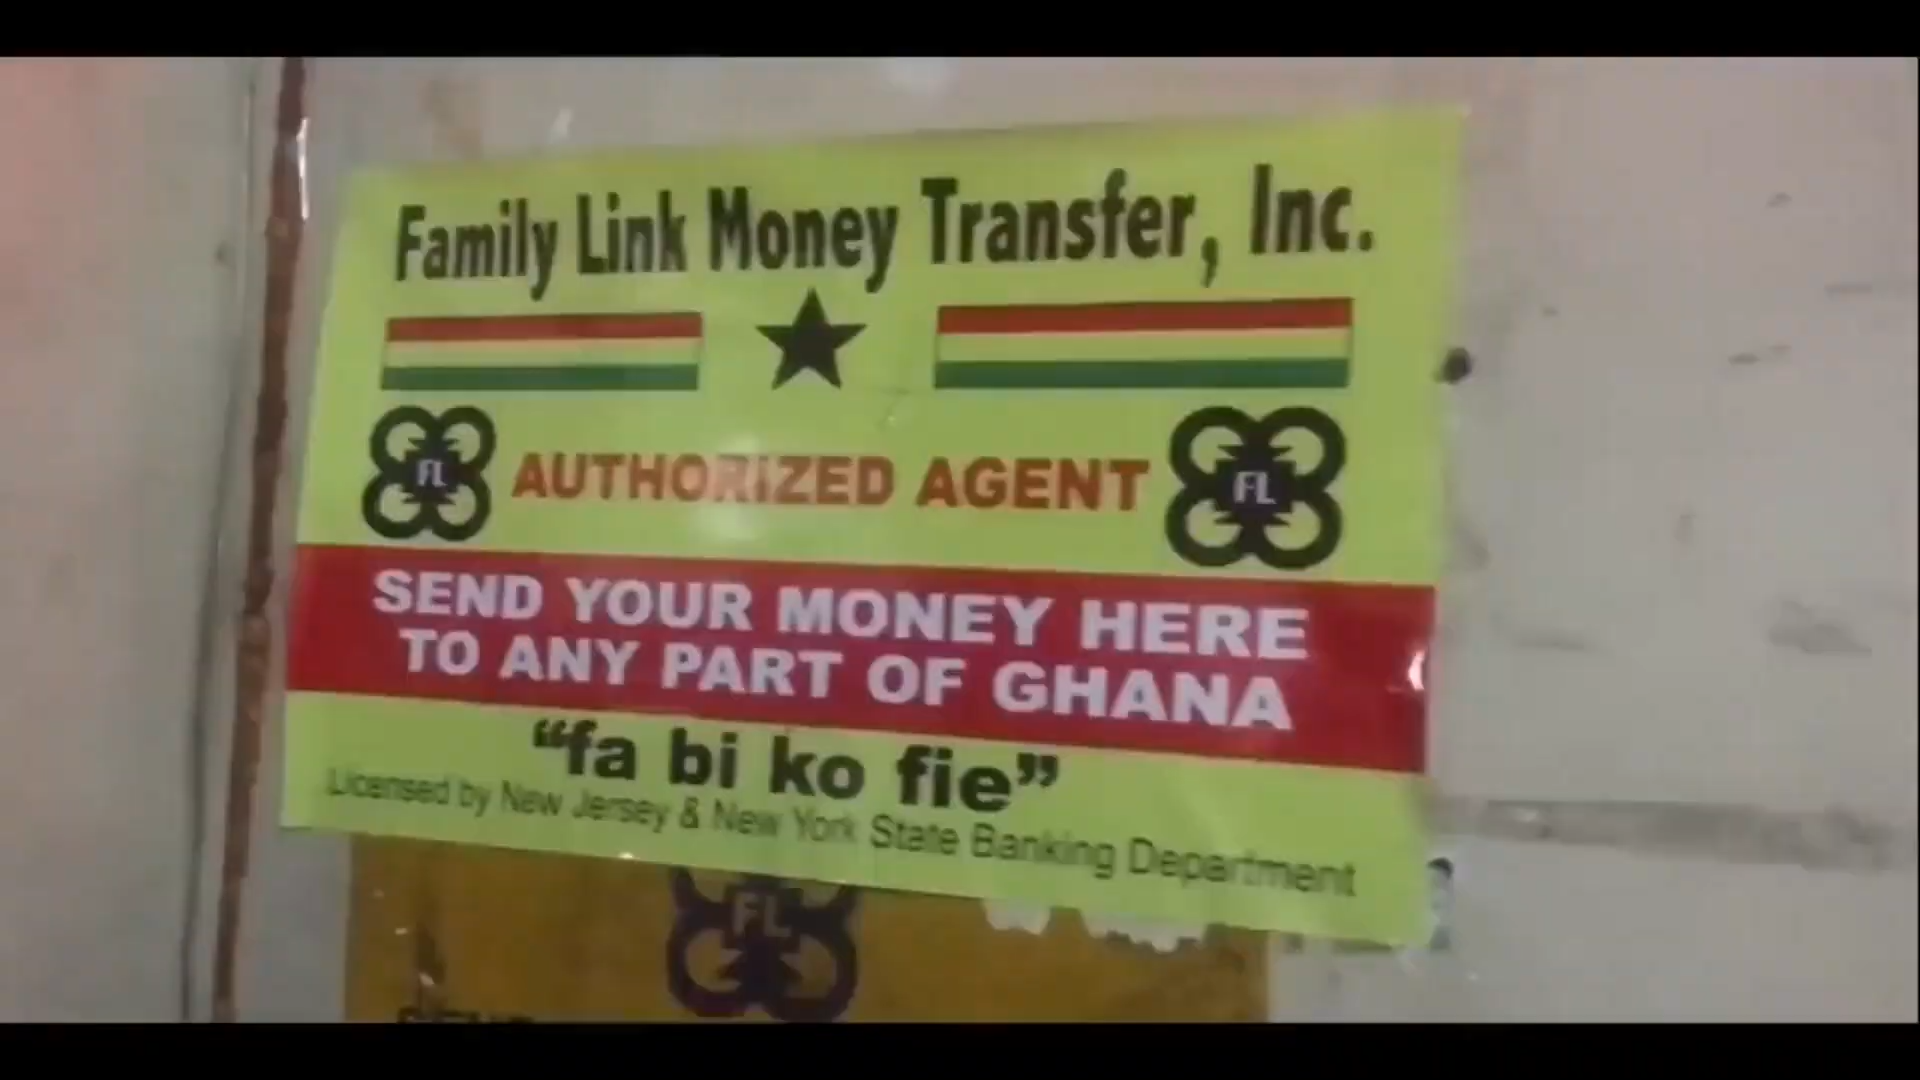 Family Link Money Transfer, Inc.
FL AUTHORIZED AGENT FL
SEND YOUR MONEY HERE
TO ANY PART OF GHANA
“fa bi ko fie”
Licensed by New Jersey & New York State Banking Department
FL